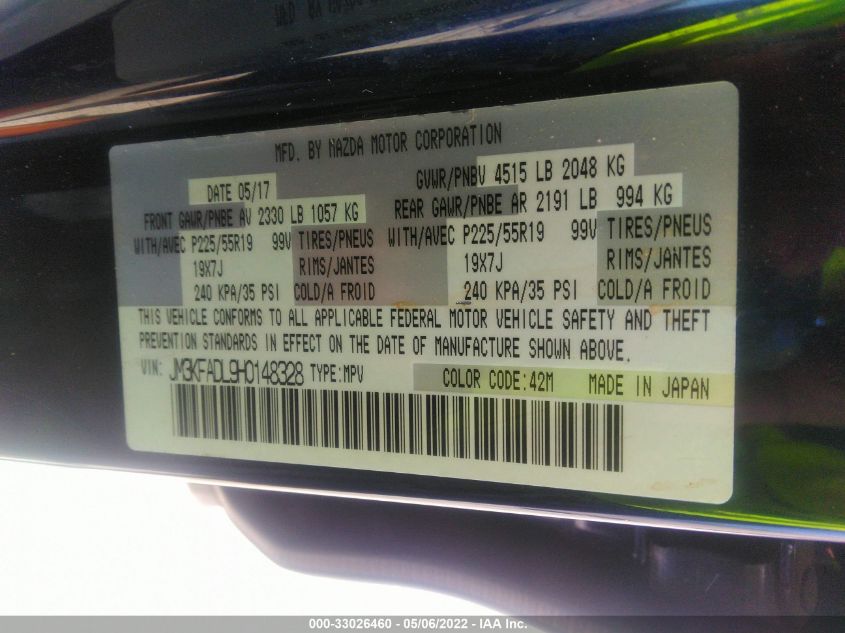 MFD. BY MAZDA MOTOR CORPORATION
DATE 05/17
GVWR/PNBV 4515 LB 2048 KG
FRONT GAWR/PNBE AV 2330 LB 1057 KG
REAR GAWR/PNBE AR 2191 LB 994 KG
WITH/AVEC P225/55R19 99V TIRES/PNEUS
WITH/AVEC P225/55R19 99V TIRES/PNEUS
19X7J RIMS/JANTES
19X7J RIMS/JANTES
240 KPA/35 PSI COLD/A FROID
240 KPA/35 PSI COLD/A FROID
THIS VEHICLE CONFORMS TO ALL APPLICABLE FEDERAL MOTOR VEHICLE SAFETY AND THEFT
PREVENTION STANDARDS IN EFFECT ON THE DATE OF MANUFACTURE SHOWN ABOVE.
VIN: JM3KFADL9H0148328 TYPE:MPV
COLOR CODE:42M MADE IN JAPAN
000-33026460 - 05/06/2022 - IAA Inc.